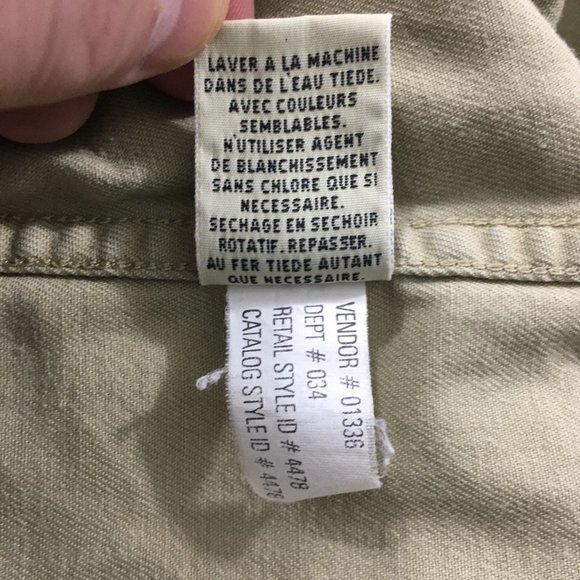 LAVER A LA MACHINE
DANS DE L'EAU TIEDE.
AVEC COULEURS
SEMBLABLES.
N'UTILISER AGENT
DE BLANCHISSEMENT
SANS CHLORE QUE SI
NECESSAIRE.
SECHAGE EN SECHOIR
ROTATIF. REPASSER.
AU FER TIEDE AUTANT
QUE NECESSAIRE.
VENDOR # 01336
DEPT # 034
RETAIL STYLE ID # 4478
CATALOG STYLE ID # 4478